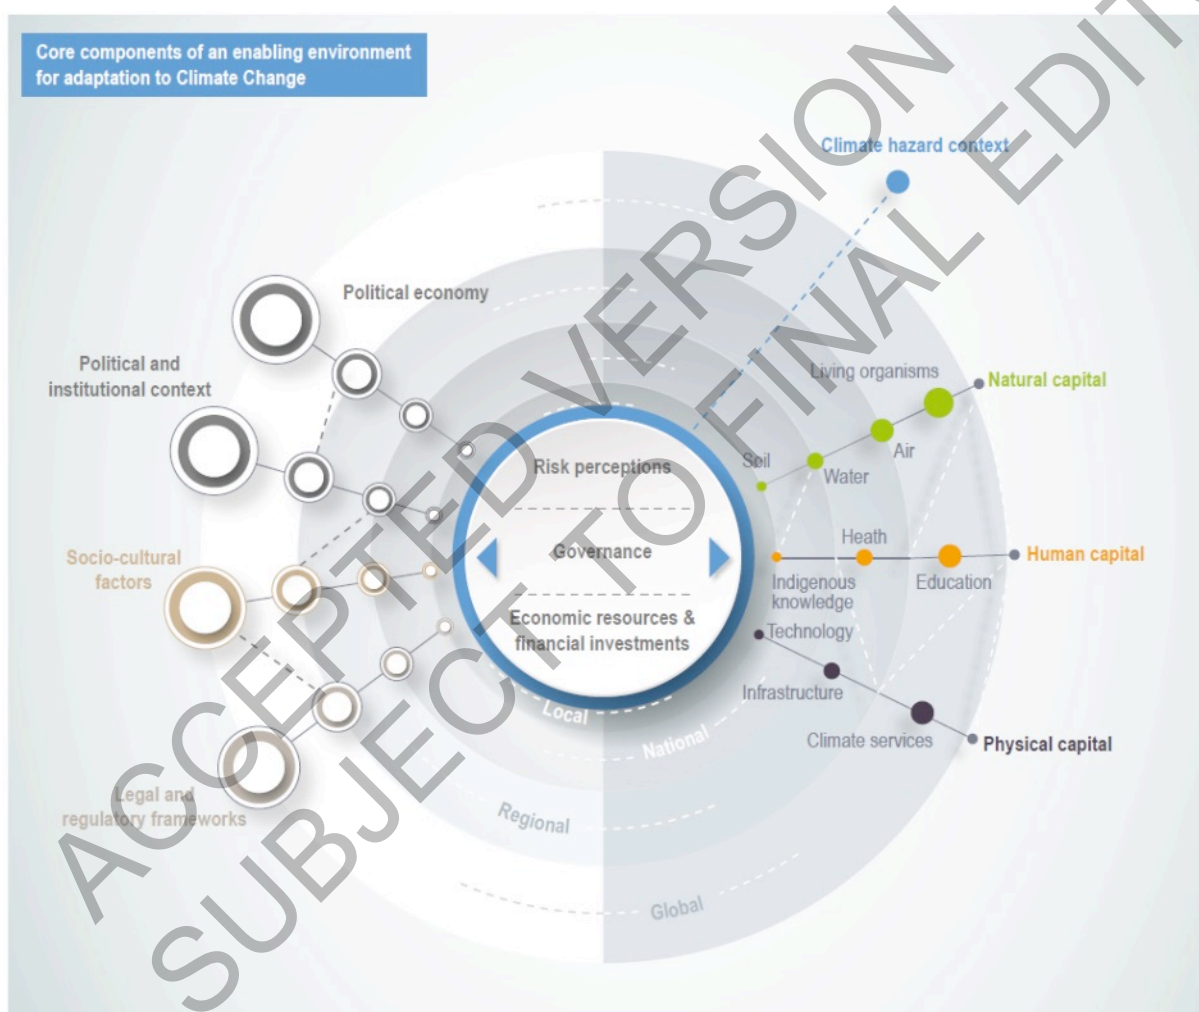 Core components of an enabling environment
for adaptation to Climate Change
Climate hazard context
Political economy
Political and
institutional context
Socio-cultural
factors
Legal and
regulatory frameworks
Risk perceptions
Governance
Economic resources &
financial investments
Living organisms
Natural capital
Soil
Water
Air
Heath
Human capital
Indigenous
knowledge
Education
Technology
Infrastructure
Climate services
Physical capital
Local
National
Regional
Global
ACCEPTED VERSION
SUBJECT TO FINAL EDIT